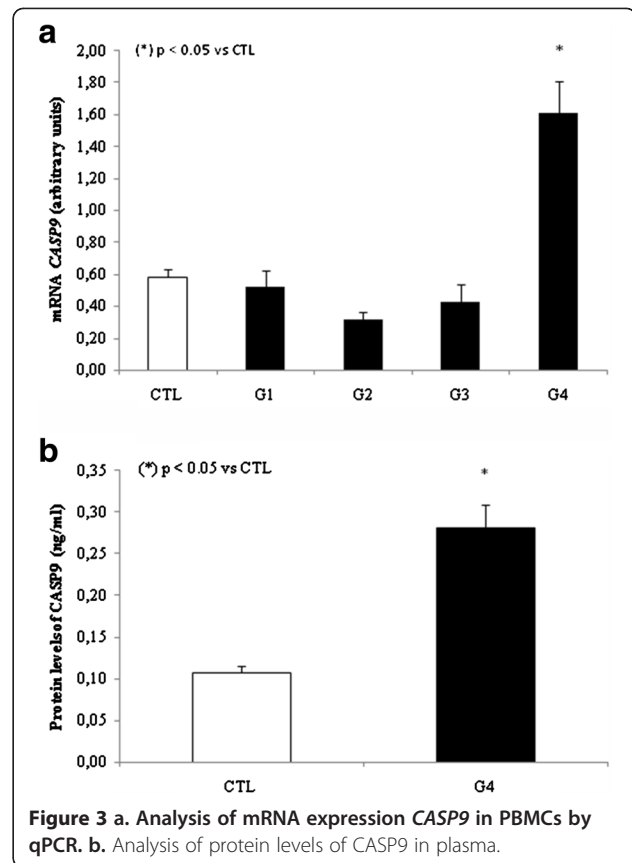 a
2,00
(*) p < 0.05 vs CTL
*
1,80
1,60
1,40
1,20
1,00
0,80
0,60
0,40
0,20
0,00
mRNA CASP9 (arbitrary units)
CTL G1 G2 G3 G4
b
0,35
(*) p < 0.05 vs CTL
*
0,30
0,25
0,20
0,15
0,10
0,05
0,00
Protein levels of CASP9 (ng/ml)
CTL G4
Figure 3 a. Analysis of mRNA expression CASP9 in PBMCs by
qPCR. b. Analysis of protein levels of CASP9 in plasma.